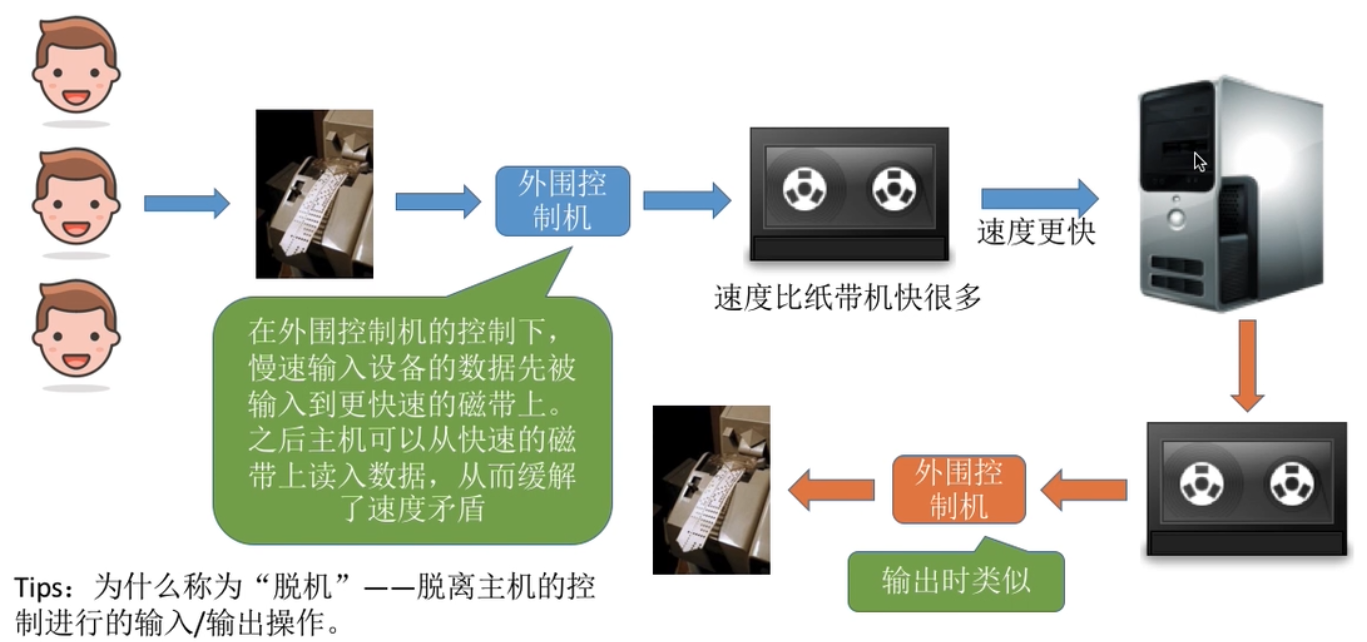 外围控
制机
速度更快
速度比纸带机快很多
在外围控制机的控制下，
慢速输入设备的数据先被
输入到更快速的磁带上。
之后主机可以从快速的磁
带上读入数据，从而缓解
了速度矛盾
外围控
制机
输出时类似
Tips：为什么称为“脱机”——脱离主机的控
制进行的输入/输出操作。